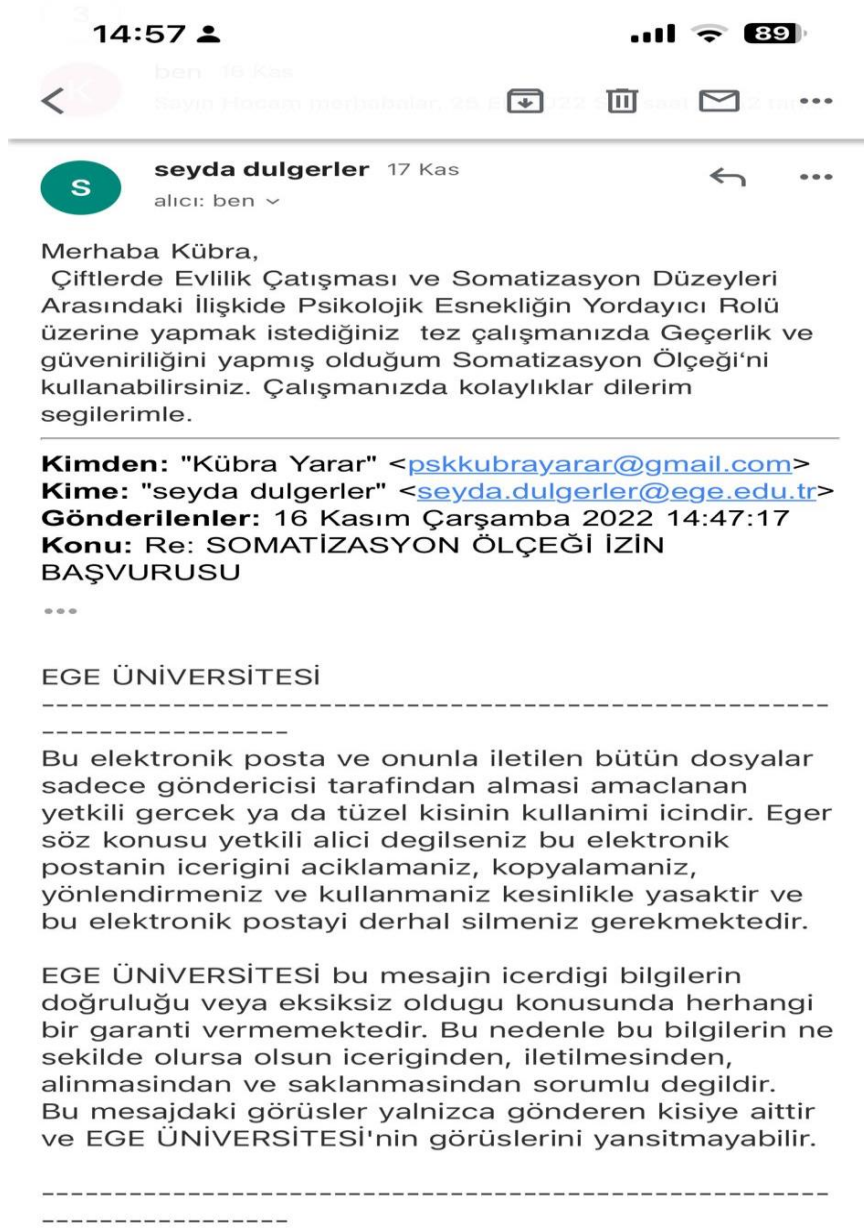 14:57
89
ben 16 Kas
seyda dulgerler 17 Kas
S
alıcı: ben
Merhaba Kübra,
Çiftlerde Evlilik Çatışması ve Somatizasyon Düzeyleri
Arasındaki İlişkide Psikolojik Esnekliğin Yordayıcı Rolü
üzerine yapmak istediğiniz  tez çalışmanızda Geçerlik ve
güveniriliğini yapmış olduğum Somatizasyon Ölçeği‘ni
kullanabilirsiniz. Çalışmanızda kolaylıklar dilerim
segilerimle.
Kimden: "Kübra Yarar" <pskkubrayarar@gmail.com>
Kime: "seyda dulgerler" <seyda.dulgerler@ege.edu.tr>
Gönderilenler: 16 Kasım Çarşamba 2022 14:47:17
Konu: Re: SOMATİZASYON ÖLÇEĞİ İZİN
BAŞVURUSU
EGE ÜNİVERSİTESİ
--------------------------------------------------------
-----------------
Bu elektronik posta ve onunla iletilen bütün dosyalar
sadece göndericisi tarafindan almasi amaclanan
yetkili gercek ya da tüzel kisinin kullanimi icindir. Eger
söz konusu yetkili alici degilseniz bu elektronik
postanin icerigini aciklamaniz, kopyalamaniz,
yönlendirmeniz ve kullanmaniz kesinlikle yasaktir ve
bu elektronik postayi derhal silmeniz gerekmektedir.
EGE ÜNİVERSİTESİ bu mesajin icerdigi bilgilerin
doğruluğu veya eksiksiz oldugu konusunda herhangi
bir garanti vermemektedir. Bu nedenle bu bilgilerin ne
sekilde olursa olsun iceriginden, iletilmesinden,
alinmasindan ve saklanmasindan sorumlu degildir.
Bu mesajdaki görüsler yalnizca gönderen kisiye aittir
ve EGE ÜNİVERSİTESİ'nin görüslerini yansitmayabilir.
--------------------------------------------------------
-----------------